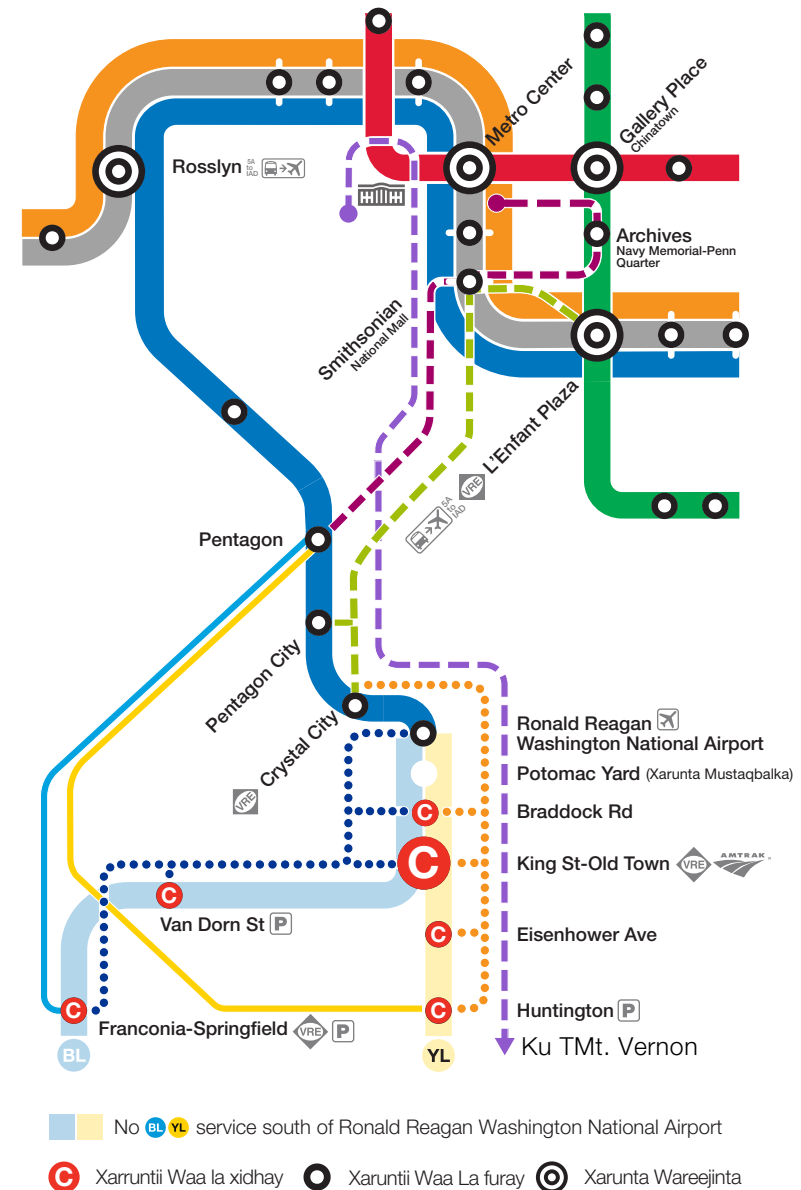 Metro Center
Gallery Place
Chinatown
Rosslyn
5A
to
IAD
Archives
Navy Memorial-Penn
Quarter
Smithsonian
National Mall
L'Enfant Plaza
VRE
5A
to
IAD
Pentagon
Pentagon City
Crystal City
VRE
Ronald Reagan
Washington National Airport
Potomac Yard (Xarunta Mustaqbalka)
C Braddock Rd
C King St-Old Town VRE AMTRAK
C
Van Dorn St P
C Eisenhower Ave
C Huntington P
C
Franconia-Springfield VRE P
Ku TMt. Vernon
BL
YL
No BL YL service south of Ronald Reagan Washington National Airport
C Xarruntii Waa la xidhay Xaruntii Waa La furay Xarunta Wareejinta